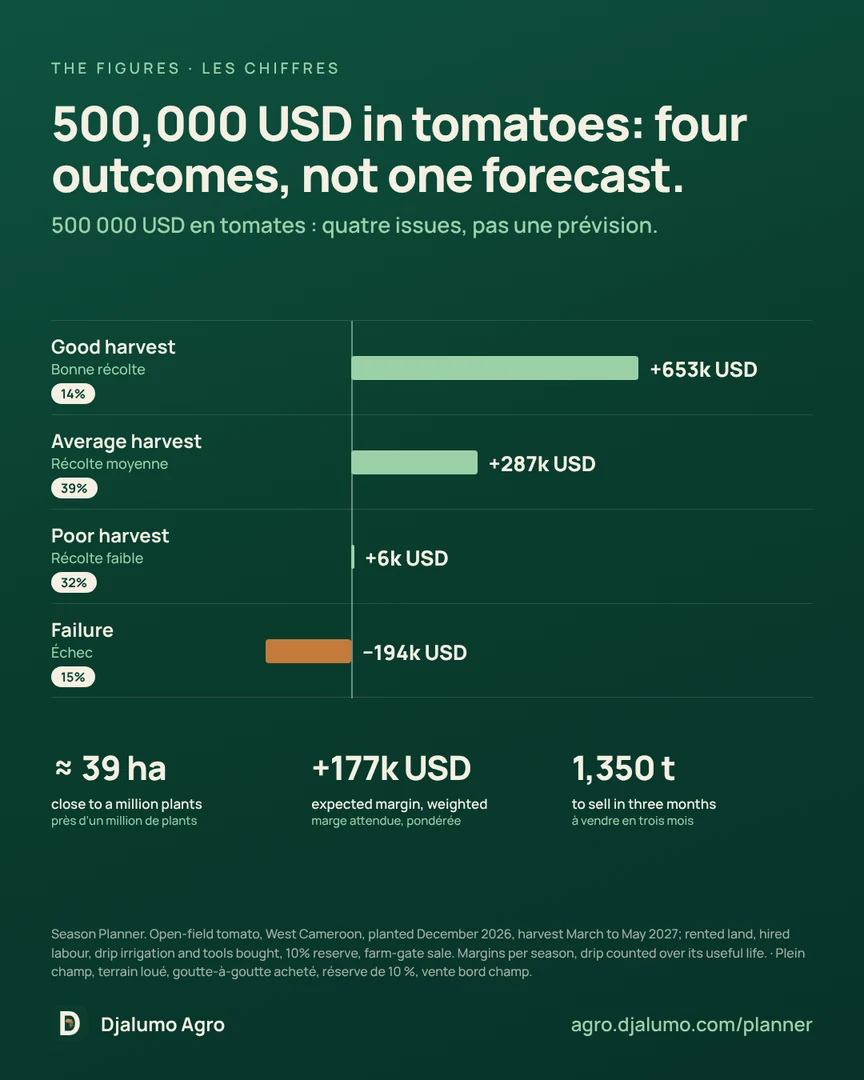 THE FIGURES · LES CHIFFRES
500,000 USD in tomatoes: four
outcomes, not one forecast.
500 000 USD en tomates : quatre issues, pas une prévision.
Good harvest
Bonne récolte
14%
+653k USD
Average harvest
Récolte moyenne
39%
+287k USD
Poor harvest
Récolte faible
32%
+6k USD
Failure
Échec
15%
−194k USD
≈ 39 ha
close to a million plants
près d'un million de plants
+177k USD
expected margin, weighted
marge attendue, pondérée
1,350 t
to sell in three months
à vendre en trois mois
Season Planner. Open-field tomato, West Cameroon, planted December 2026, harvest March to May 2027; rented land, hired
labour, drip irrigation and tools bought, 10% reserve, farm-gate sale. Margins per season, drip counted over its useful life. · Plein
champ, terrain loué, goutte-à-goutte acheté, réserve de 10 %, vente bord champ.
D
Djalumo Agro
agro.djalumo.com/planner